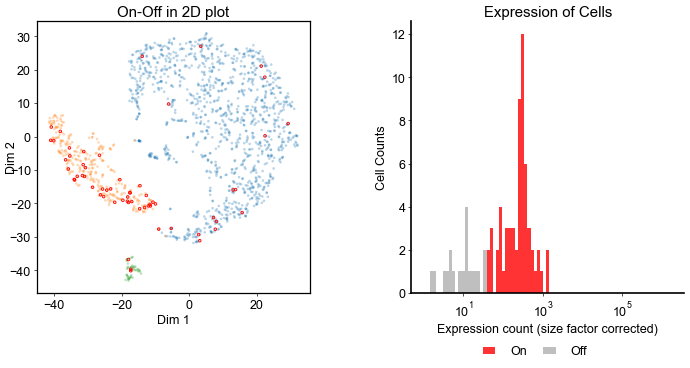 On-Off in 2D plot
30
20
10
0
−10
−20
−30
−40
Dim 2
−40
−20
0
20
Dim 1
Expression of Cells
12
10
8
6
4
2
0
Cell Counts
10^1
10^3
10^5
Expression count (size factor corrected)
On
Off